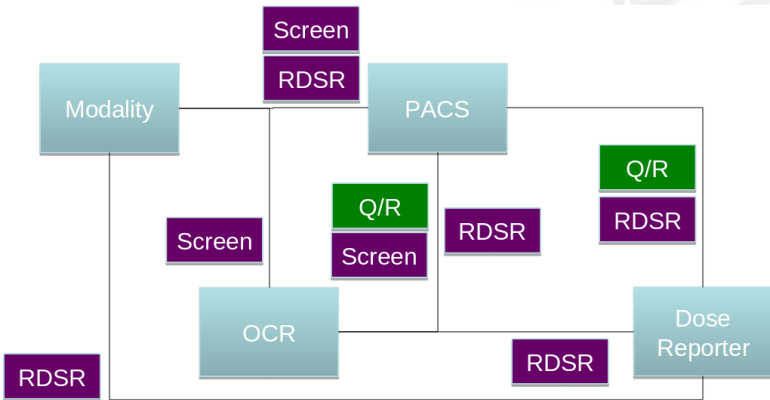 Screen
RDSR
Modality
PACS
Q/R
RDSR
Q/R
Screen
RDSR
Screen
OCR
Dose
Reporter
RDSR
RDSR